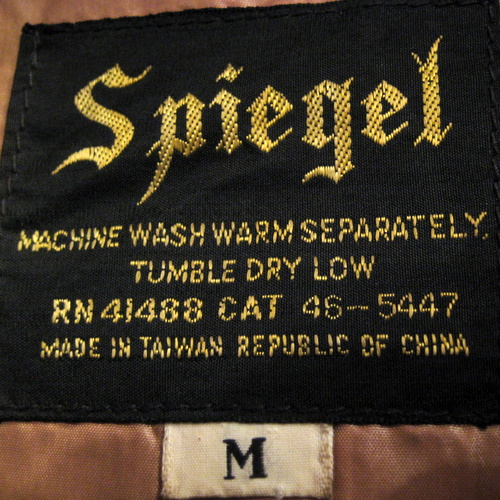 Spiegel
MACHINE WASH WARM SEPARATELY,
TUMBLE DRY LOW
RN 41488 CAT 46-5447
MADE IN TAIWAN REPUBLIC OF CHINA
M